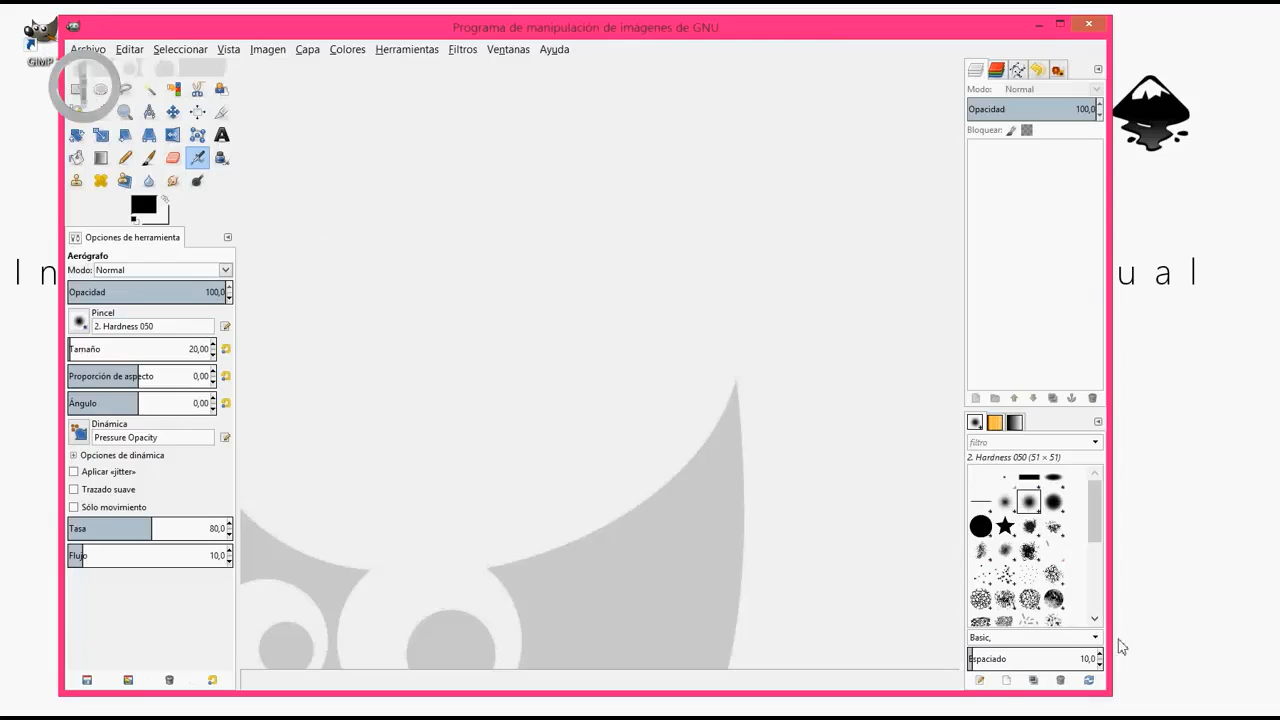 Programa de manipulación de imágenes de GNU
GIMP
Archivo Editar Seleccionar Vista Imagen Capa Colores Herramientas Filtros Ventanas Ayuda
Modo: Normal
Opacidad 100,0
Bloquear:
Opciones de herramienta
Aerógrafo
Modo: Normal
Opacidad 100,0
Pincel
2. Hardness 050
Tamaño 20,00
Proporción de aspecto 0,00
Ángulo 0,00
Dinámica
Pressure Opacity
Opciones de dinámica
Aplicar «jitter»
Trazado suave
Sólo movimiento
Tasa 80,0
Flujo 10,0
filtro
2. Hardness 050 (51 × 51)
Basic,
Espaciado 10,0
I n
u a l